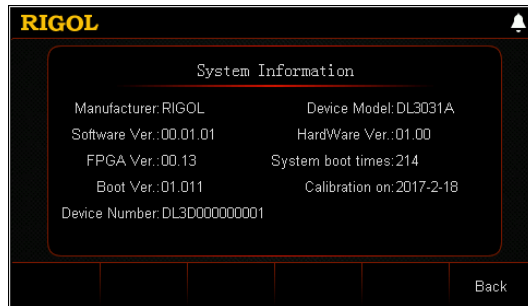 RIGOL
System Information
Manufacturer:RIGOL
Device Model:DL3031A
Software Ver.:00.01.01
HardWare Ver.:01.00
FPGA Ver.:00.13
System boot times:214
Boot Ver.:01.011
Calibration on:2017-2-18
Device Number:DL3D000000001
Back